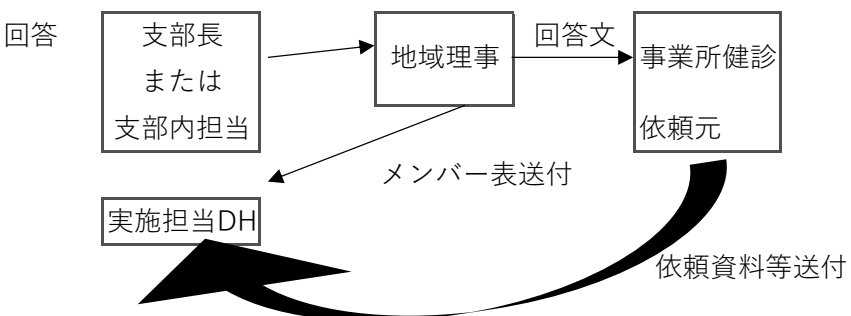 回答
支部長
または
支部内担当
地域理事
回答文
事業所健診
依頼元
メンバー表送付
実施担当DH
依頼資料等送付